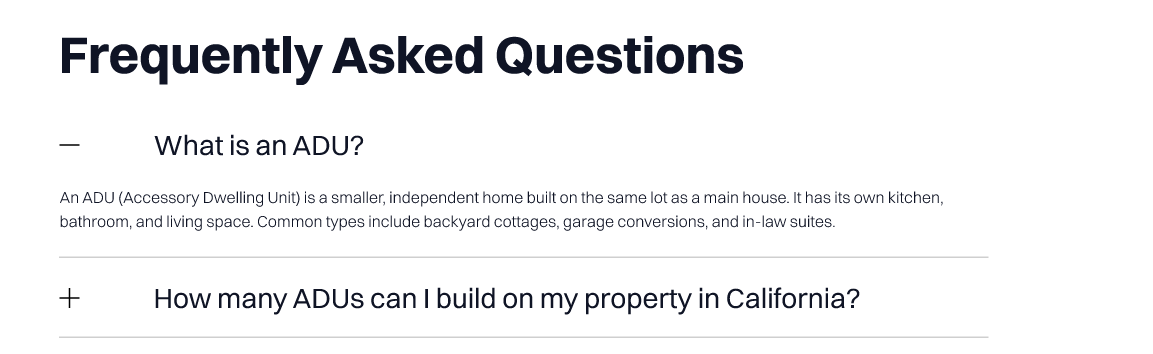 Frequently Asked Questions
What is an ADU?
An ADU (Accessory Dwelling Unit) is a smaller, independent home built on the same lot as a main house. It has its own kitchen,
bathroom, and living space. Common types include backyard cottages, garage conversions, and in-law suites.
How many ADUs can I build on my property in California?